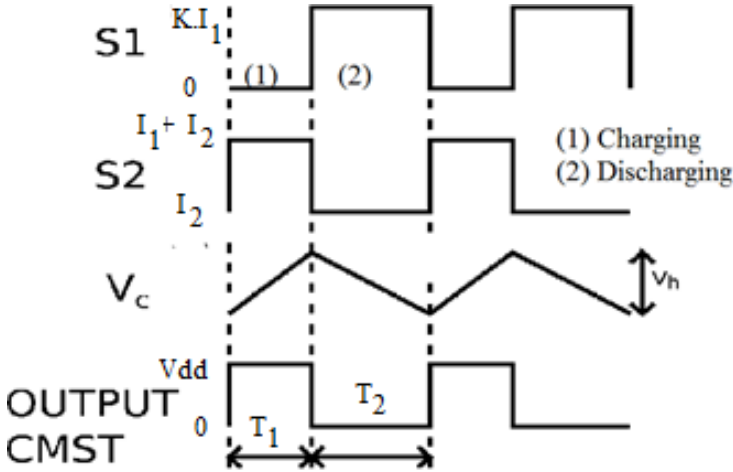 K.I1
S1
(1)
(2)
0
I1+ I2
(1) Charging
S2
(2) Discharging
I2
Vc
Vh
Vdd
OUTPUT
T2
CMST
0
T1